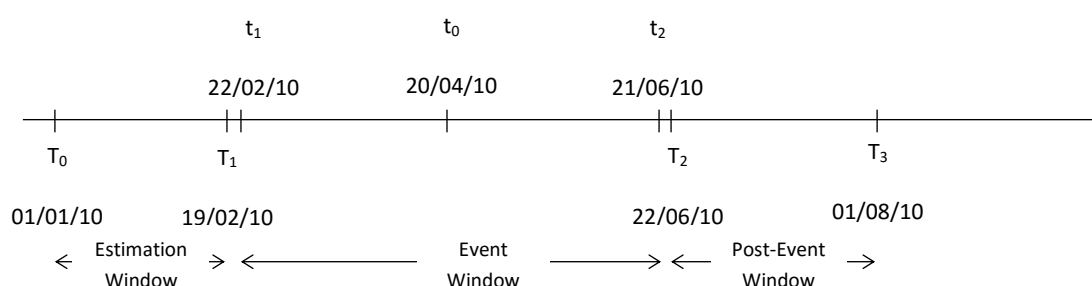 t₁ t₀ t₂
22/02/10 20/04/10 21/06/10
T₀ T₁ T₂ T₃
01/01/10 19/02/10 22/06/10 01/08/10
Estimation Event Post-Event
Window Window Window